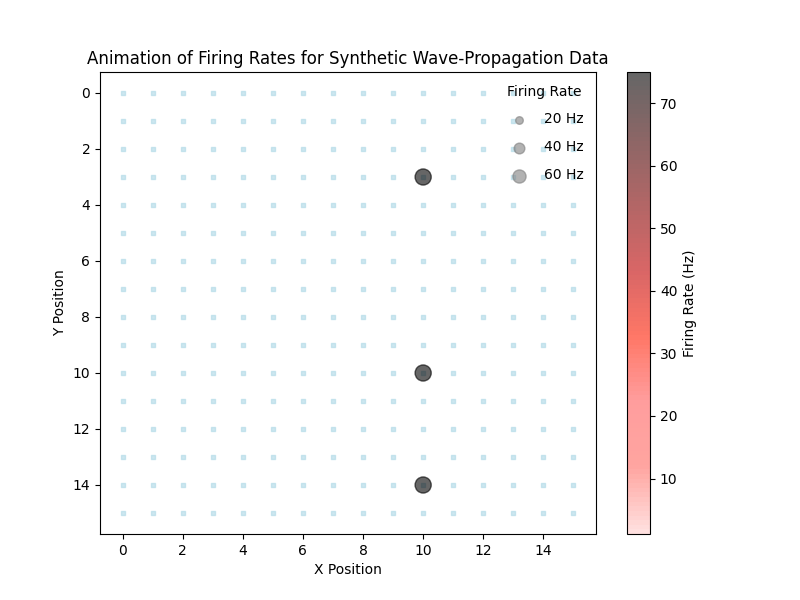 Animation of Firing Rates for Synthetic Wave-Propagation Data
Firing Rate
20 Hz
40 Hz
60 Hz
0
2
4
6
8
10
12
14
Y Position
0 2 4 6 8 10 12 14
X Position
70
60
50
40
30
20
10
Firing Rate (Hz)